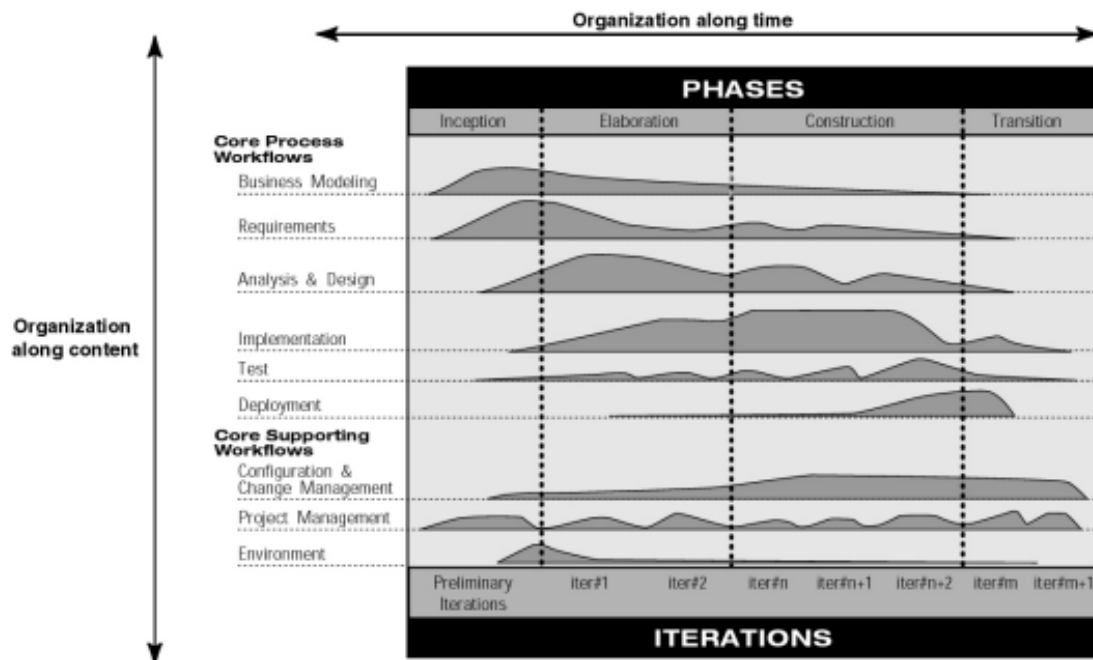 Organization along time
PHASES
Inception Elaboration Construction Transition
Core Process
Workflows
Business Modeling
Requirements
Analysis & Design
Organization
along content
Implementation
Test
Deployment
Core Supporting
Workflows
Configuration &
Change Management
Project Management
Environment
Preliminary
Iterations
iter#1 iter#2 iter#n iter#n+1 iter#n+2 iter#m iter#m+1
ITERATIONS